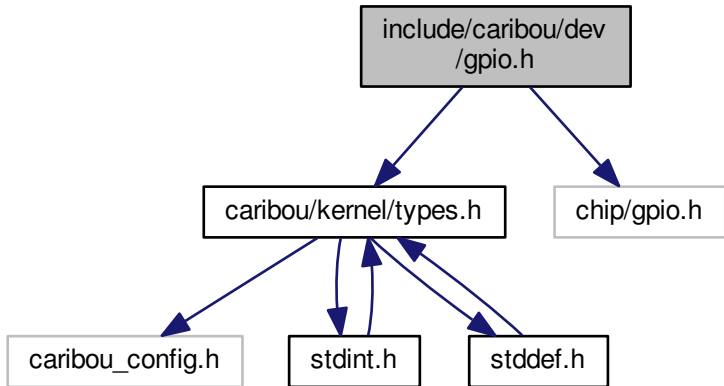 include/caribou/dev
/gpio.h
caribou/kernel/types.h
chip/gpio.h
caribou_config.h
stdint.h
stddef.h